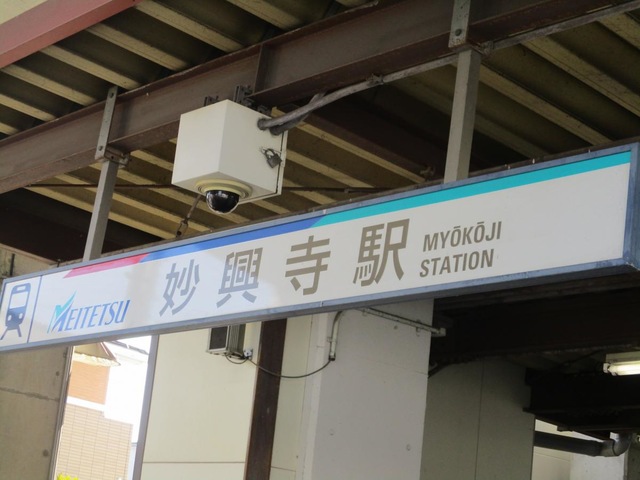 MEITETSU
妙興寺駅
MYŌKŌJI
STATION